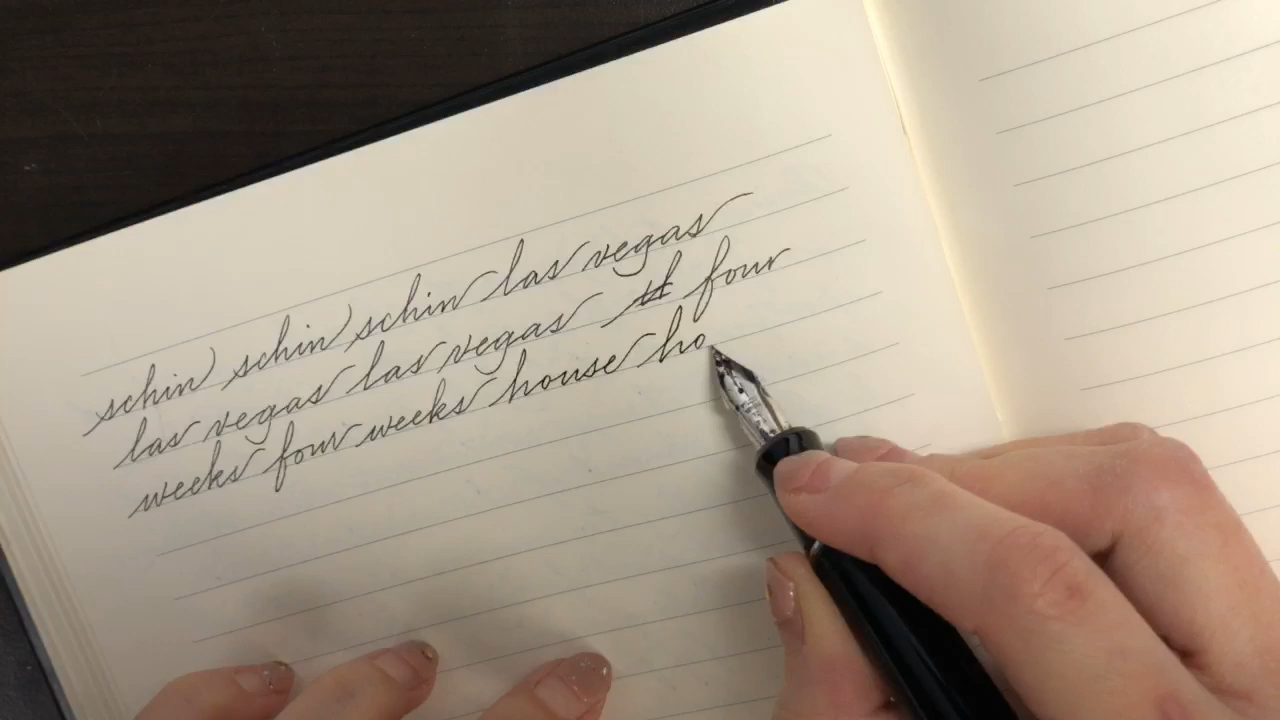 schin schin schin las vegas
las vegas las vegas four
weeks four weeks house ho